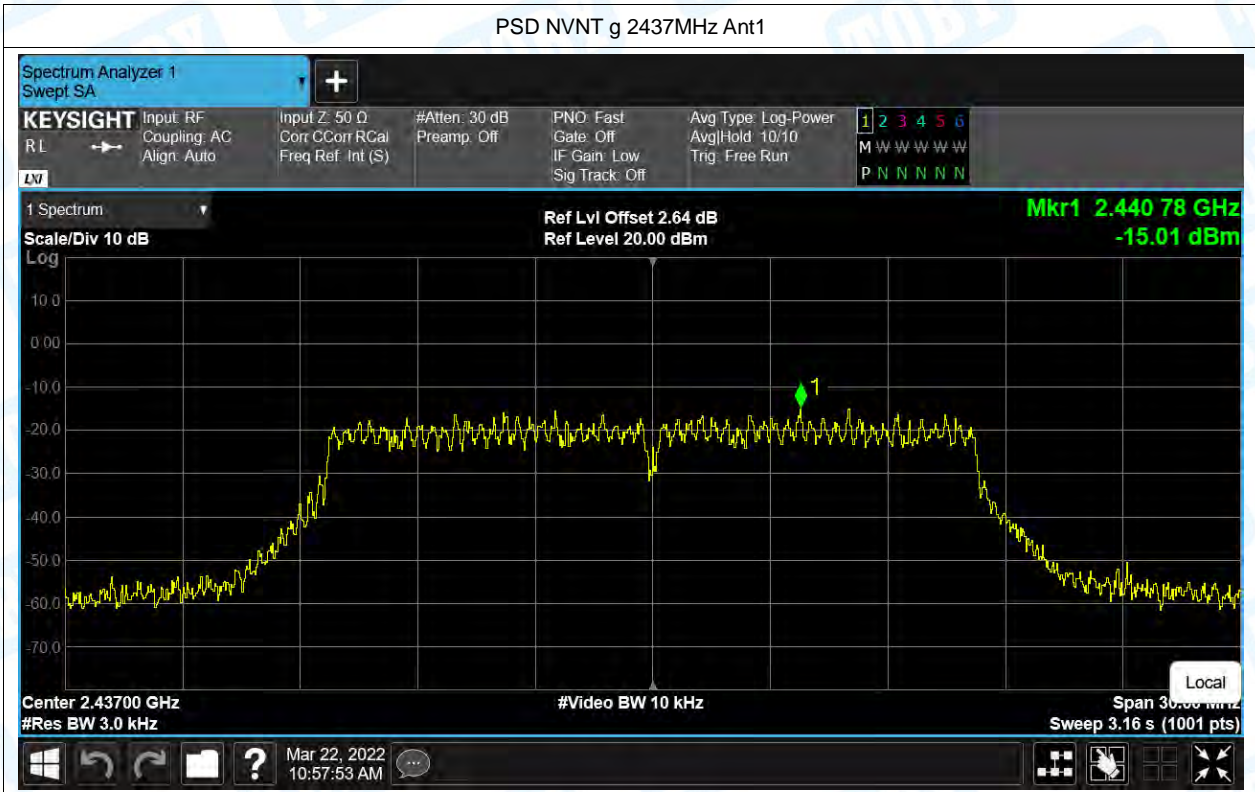 PSD NVNT g 2437MHz Ant1
Spectrum Analyzer 1
Swept SA
KEYSIGHT
R L
LXI
Input: RF
Coupling: AC
Align: Auto
Input Z: 50 Ω
Corr CCorr RCal
Freq Ref: Int (S)
#Atten: 30 dB
Preamp: Off
PNO: Fast
Gate: Off
IF Gain: Low
Sig Track: Off
Avg Type: Log-Power
Avg|Hold: 10/10
Trig: Free Run
1 2 3 4 5 6
M W W W W W W
P N N N N N N
1 Spectrum
Scale/Div 10 dB
Log
Ref Lvl Offset 2.64 dB
Ref Level 20.00 dBm
Mkr1 2.440 78 GHz
-15.01 dBm
10.0
0.00
-10.0
1
-20.0
-30.0
-40.0
-50.0
-60.0
-70.0
Local
Center 2.43700 GHz
#Res BW 3.0 kHz
#Video BW 10 kHz
Span 30.00 MHz
Sweep 3.16 s (1001 pts)
?
Mar 22, 2022
10:57:53 AM